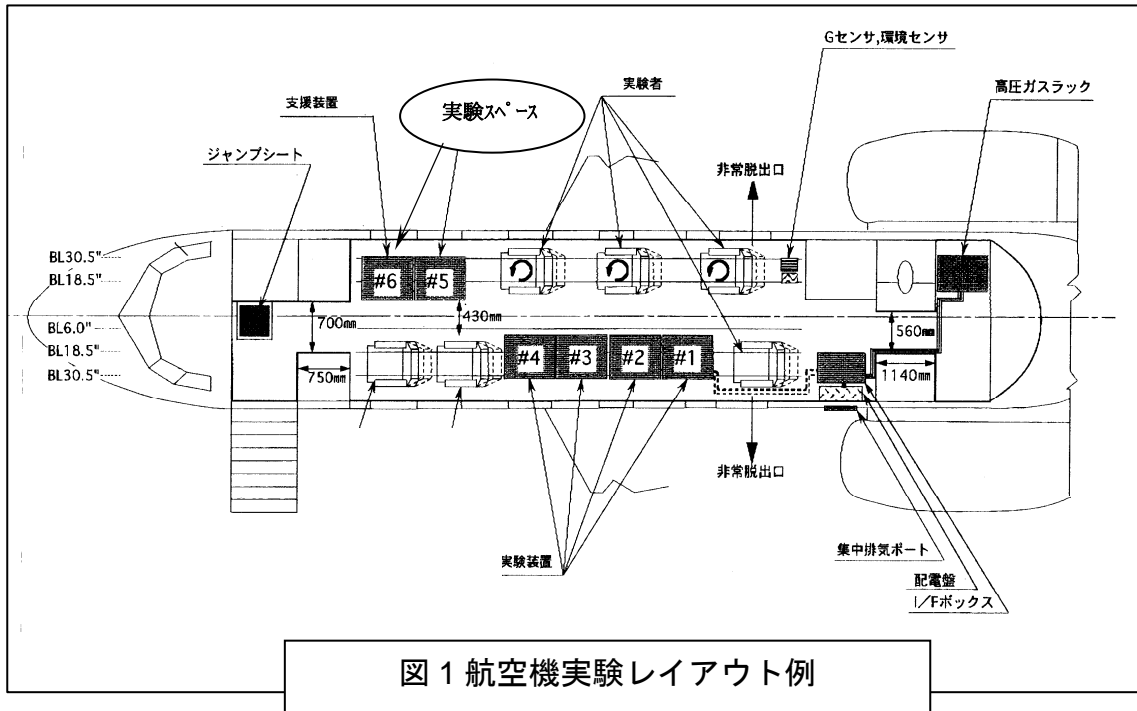 Gセンサ,環境センサ
実験者
高圧ガスラック
支援装置
実験スペース
ジャンプシート
非常脱出口
BL30.5"
BL18.5"
BL6.0"
BL18.5"
BL30.5"
#6
#5
700mm
430mm
560mm
750mm
#4
#3
#2
#1
1140mm
非常脱出口
実験装置
集中排気ポート
配電盤
I/Fボックス
図1航空機実験レイアウト例